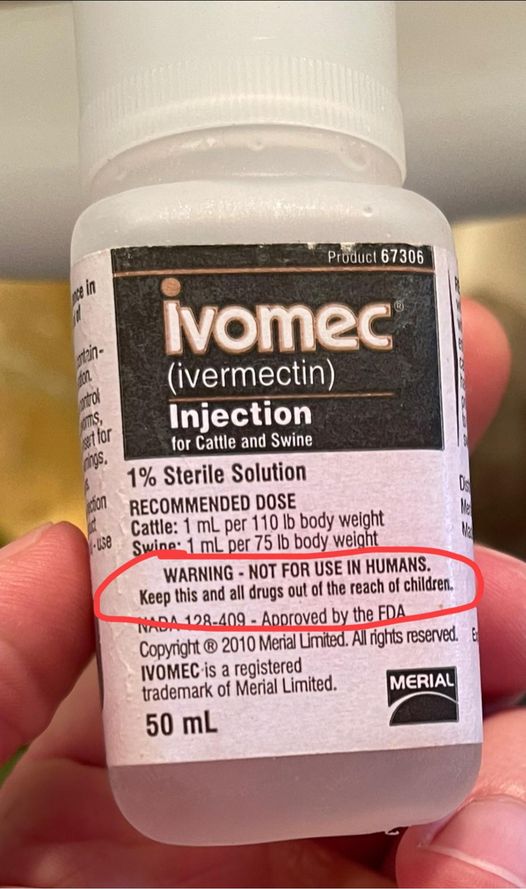 Product 67306
Ivomec®
(ivermectin)
Injection
for Cattle and Swine
1% Sterile Solution
RECOMMENDED DOSE
Cattle: 1 mL per 110 lb body weight
Swine: 1 mL per 75 lb body weight
WARNING - NOT FOR USE IN HUMANS.
Keep this and all drugs out of the reach of children.
NADA 128-409 - Approved by the FDA
Copyright ® 2010 Merial Limited. All rights reserved.
IVOMEC is a registered
trademark of Merial Limited.
MERIAL
50 mL